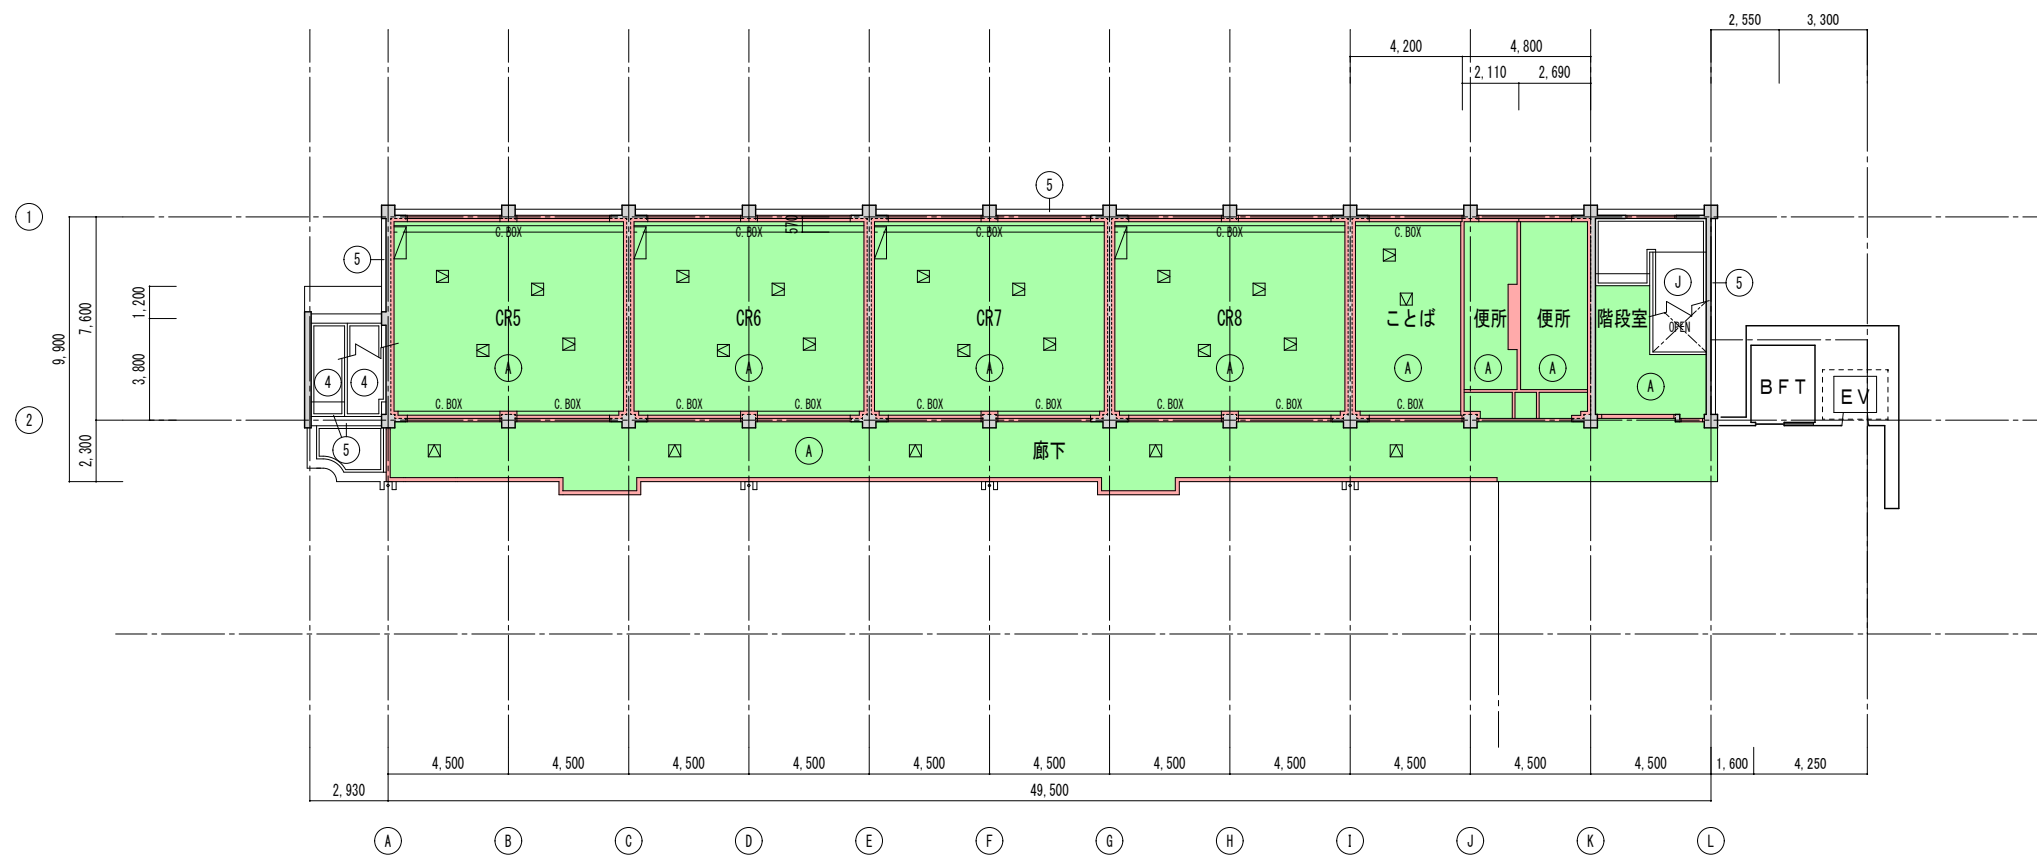 2,550 3,300
4,200 4,800
2,110 2,690
5
1
570
C.BOX C.BOX C.BOX C.BOX C.BOX
5
J
5
1,200
7,600
9,900
3,800
2,300
CR5 CR6 CR7 CR8 ことば 便所 便所 階段室
OPEN
4 4
A A A A A A A A
BFT
EV
C.BOX C.BOX C.BOX C.BOX C.BOX C.BOX C.BOX C.BOX C.BOX
2
5
A
廊下
4,500 4,500 4,500 4,500 4,500 4,500 4,500 4,500 4,500 4,500 4,500 1,600 4,250
2,930 49,500
A B C D E F G H I J K L